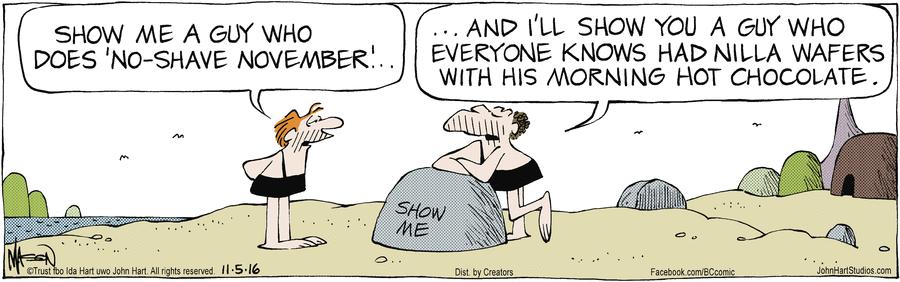 SHOW ME A GUY WHO
DOES 'NO-SHAVE NOVEMBER'...
...AND I'LL SHOW YOU A GUY WHO
EVERYONE KNOWS HAD NILLA WAFERS
WITH HIS MORNING HOT CHOCOLATE.
SHOW
ME
MASON
©Trust fbo Ida Hart uwo John Hart. All rights reserved. 11.5.16
Dist. by Creators
Facebook.com/BCcomic
JohnHartStudios.com